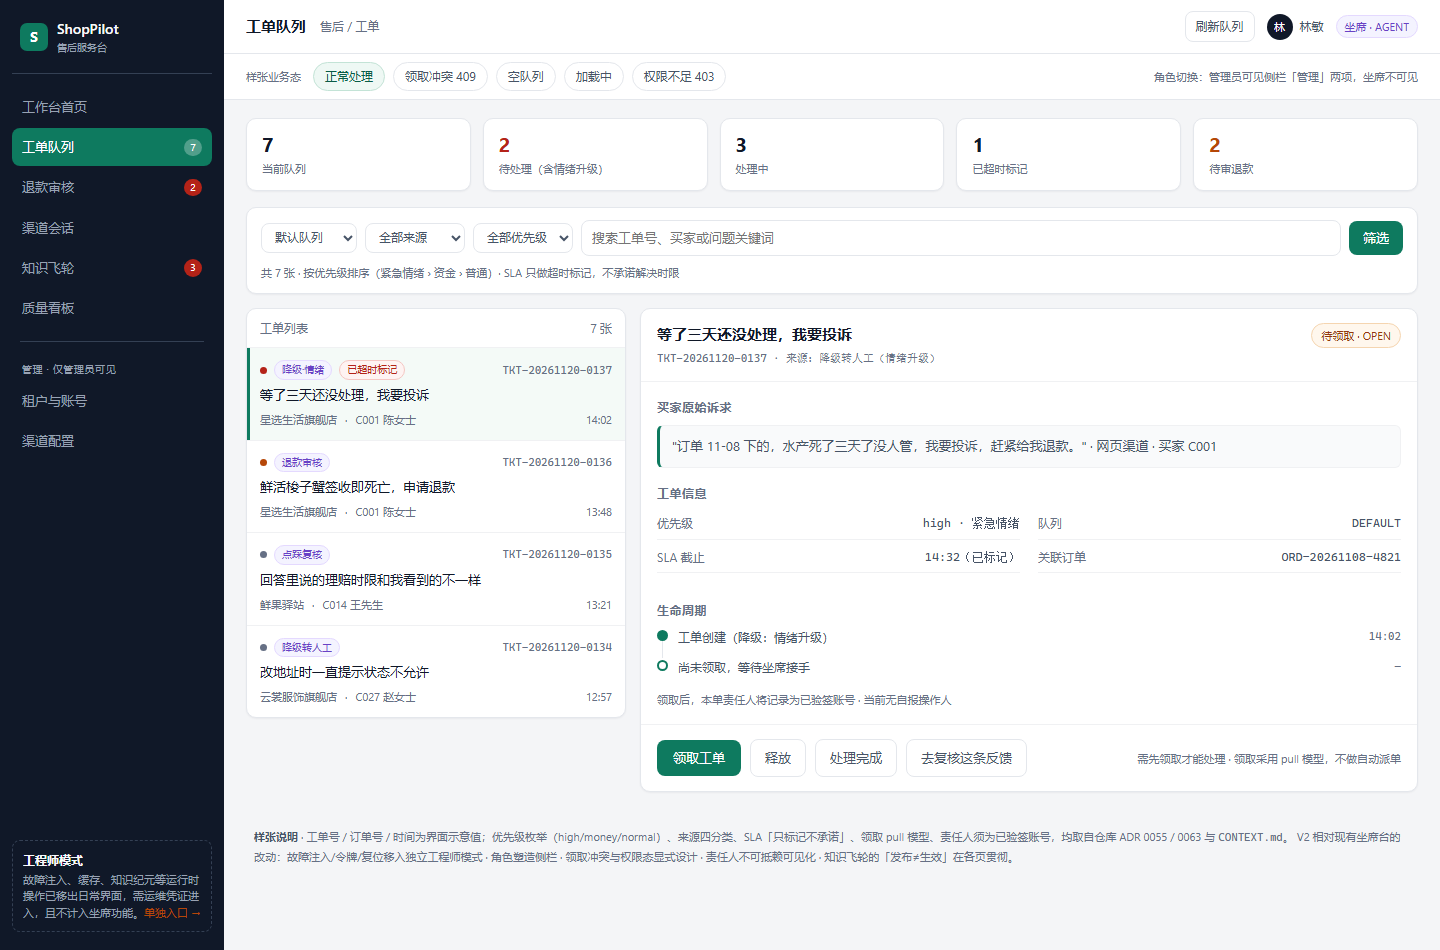 S
ShopPilot
售后服务台
工作台首页
工单队列 7
退款审核 2
渠道会话
知识飞轮 3
质量看板
管理 · 仅管理员可见
租户与账号
渠道配置
工程师模式
故障注入、缓存、知识纪元等运行时
操作已移出日常界面，需运维凭证进
入，且不计入坐席功能。单独入口 →
工单队列 售后 / 工单
刷新队列 林 林敏 坐席 · AGENT
样张业务态 正常处理 领取冲突 409 空队列 加载中 权限不足 403
角色切换：管理员可见侧栏「管理」两项，坐席不可见
7
当前队列
2
待处理（含情绪升级）
3
处理中
1
已超时标记
2
待审退款
默认队列 全部来源 全部优先级 搜索工单号、买家或问题关键词 筛选
共 7 张 · 按优先级排序（紧急情绪 › 资金 › 普通）· SLA 只做超时标记，不承诺解决时限
工单列表 7 张
降级·情绪 已超时标记 TKT-20261120-0137
等了三天还没处理，我要投诉
星选生活旗舰店 · C001 陈女士 14:02
退款审核 TKT-20261120-0136
鲜活梭子蟹签收即死亡，申请退款
星选生活旗舰店 · C001 陈女士 13:48
点踩复核 TKT-20261120-0135
回答里说的理赔时限和我看到的不一样
鲜果驿站 · C014 王先生 13:21
降级转人工 TKT-20261120-0134
改地址时一直提示状态不允许
云裳服饰旗舰店 · C027 赵女士 12:57
等了三天还没处理，我要投诉 待领取 · OPEN
TKT-20261120-0137 · 来源：降级转人工（情绪升级）
买家原始诉求
"订单 11-08 下的，水产死了三天了没人管，我要投诉，赶紧给我退款。" · 网页渠道 · 买家 C001
工单信息
优先级 high · 紧急情绪 队列 DEFAULT
SLA 截止 14:32（已标记） 关联订单 ORD-20261108-4821
生命周期
工单创建（降级：情绪升级） 14:02
尚未领取，等待坐席接手 —
领取后，本单责任人将记录为已验签账号 · 当前无自报操作人
领取工单 释放 处理完成 去复核这条反馈 需先领取才能处理 · 领取采用 pull 模型，不做自动派单
样张说明 · 工单号 / 订单号 / 时间为界面示意值；优先级枚举（high/money/normal）、来源四分类、SLA「只标记不承诺」、领取 pull 模型、责任人须为已验签账号，均取自仓库 ADR 0055 / 0063 与 CONTEXT.md。 V2 相对现有坐席台的
改动：故障注入/令牌/复位移入独立工程师模式 · 角色塑造侧栏 · 领取冲突与权限态显式设计 · 责任人不可抵赖可见化 · 知识飞轮的「发布≠生效」在各页贯彻。